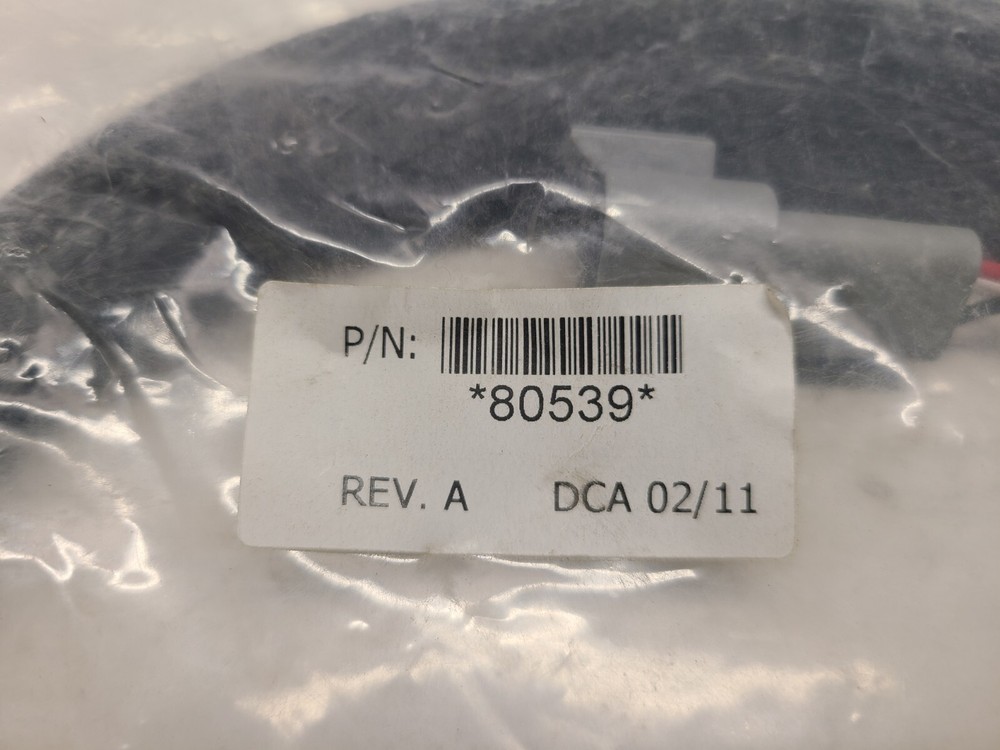 P/N:
*80539*
REV. A DCA 02/11